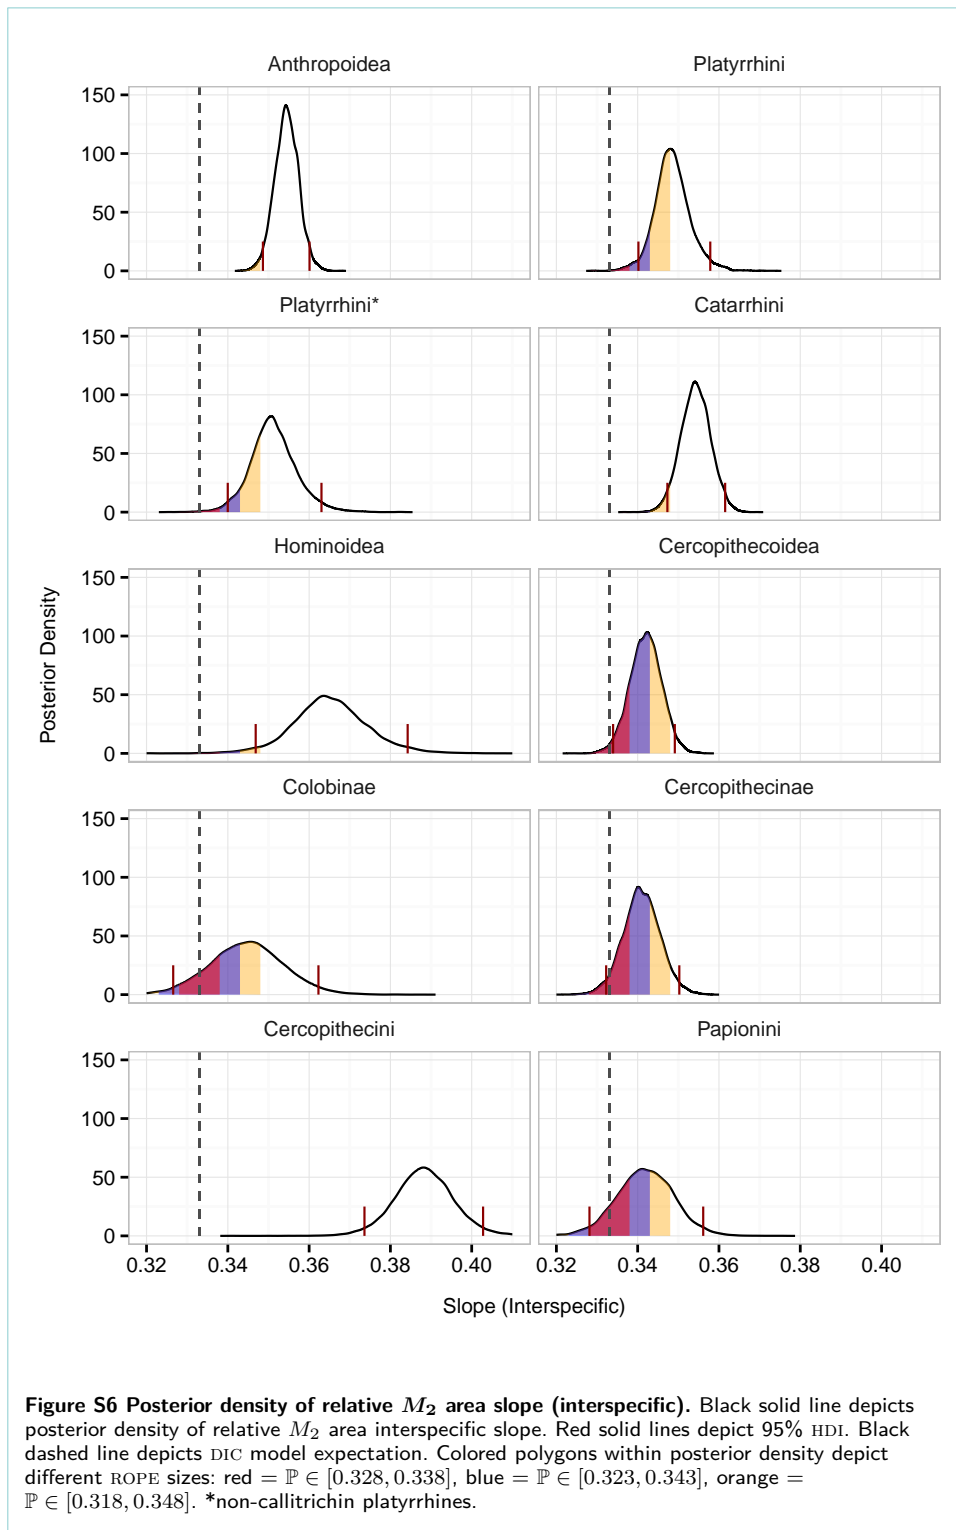 Anthropoidea Platyrrhini
150
100
50
0
Platyrrhini* Catarrhini
150
100
50
0
Hominoidea Cercopithecoidea
150
100
50
0
Colobinae Cercopithecinae
150
100
50
0
Cercopithecini Papionini
150
100
50
0
Posterior Density
0.32 0.34 0.36 0.38 0.40 0.32 0.34 0.36 0.38 0.40
Slope (Interspecific)
Figure S6 Posterior density of relative M₂ area slope (interspecific). Black solid line depicts
posterior density of relative M₂ area interspecific slope. Red solid lines depict 95% HDI. Black
dashed line depicts DIC model expectation. Colored polygons within posterior density depict
different ROPE sizes: red = ℙ ∈ [0.328, 0.338], blue = ℙ ∈ [0.323, 0.343], orange =
ℙ ∈ [0.318, 0.348]. *non-callitrichin platyrrhines.